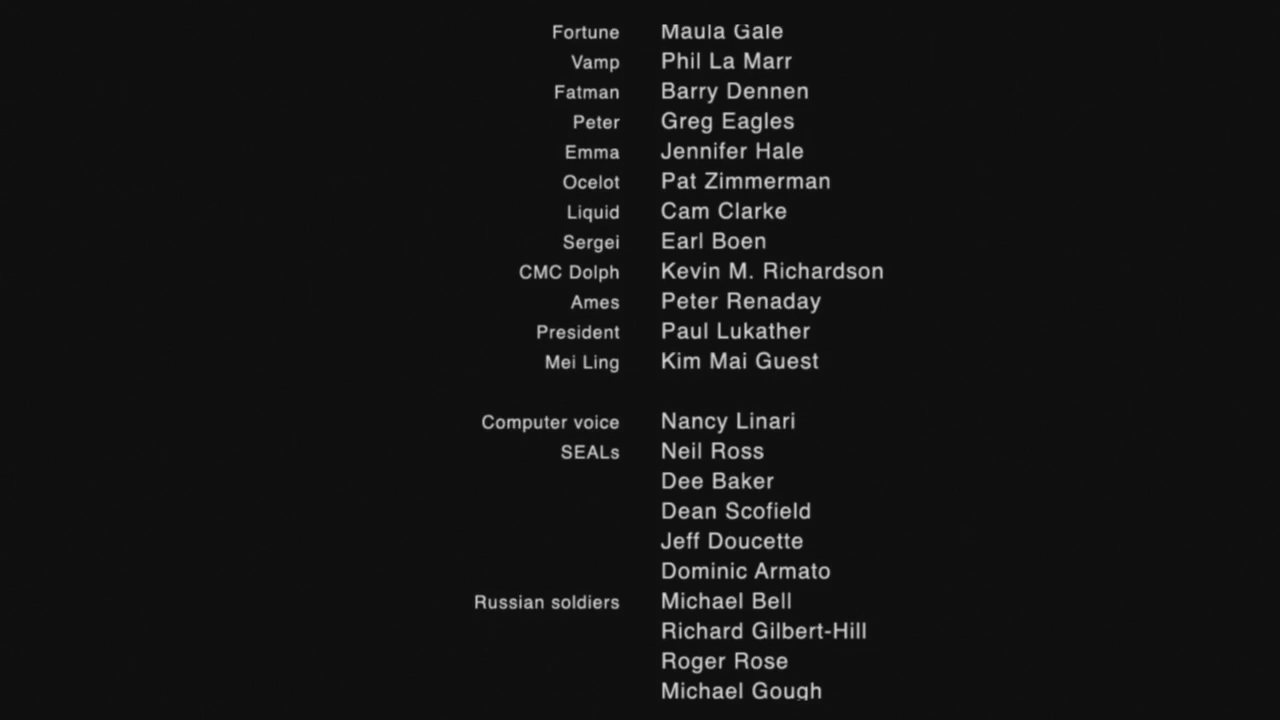 Fortune Maula Gale
Vamp Phil La Marr
Fatman Barry Dennen
Peter Greg Eagles
Emma Jennifer Hale
Ocelot Pat Zimmerman
Liquid Cam Clarke
Sergei Earl Boen
CMC Dolph Kevin M. Richardson
Ames Peter Renaday
President Paul Lukather
Mei Ling Kim Mai Guest
Computer voice Nancy Linari
SEALs Neil Ross
Dee Baker
Dean Scofield
Jeff Doucette
Dominic Armato
Russian soldiers Michael Bell
Richard Gilbert-Hill
Roger Rose
Michael Gough